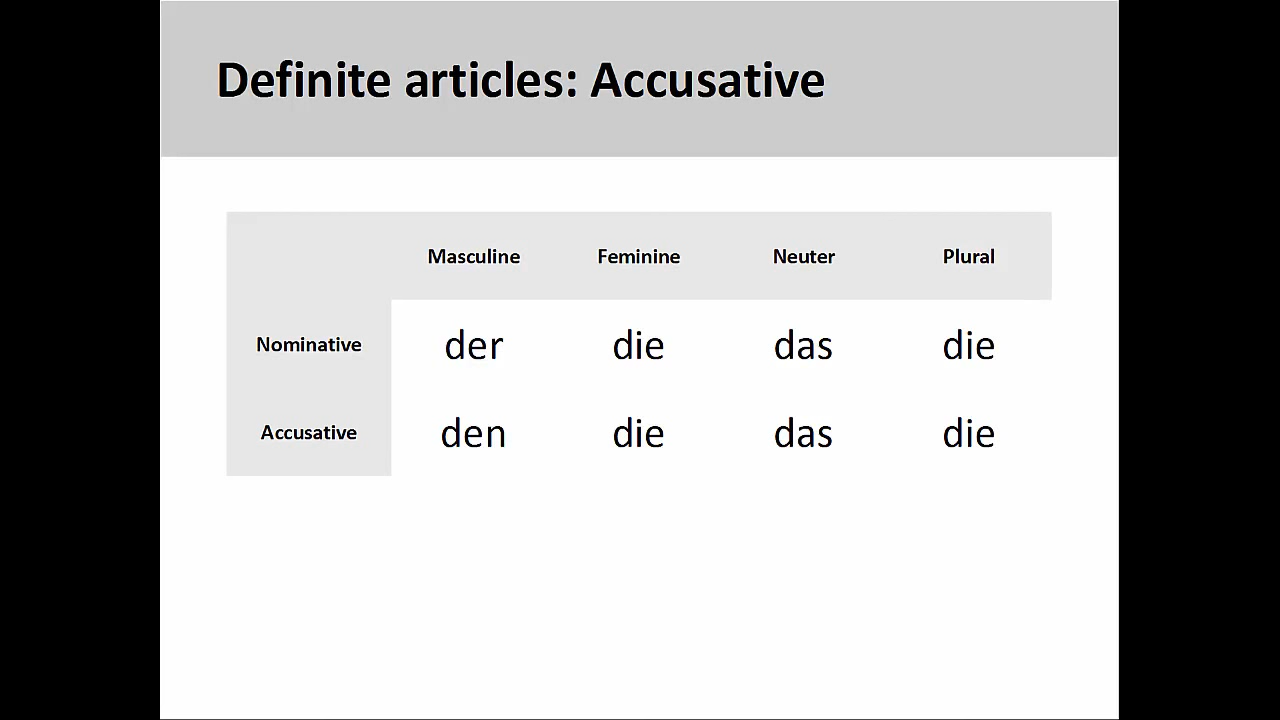 Definite articles: Accusative
Masculine Feminine Neuter Plural
Nominative der die das die
Accusative den die das die